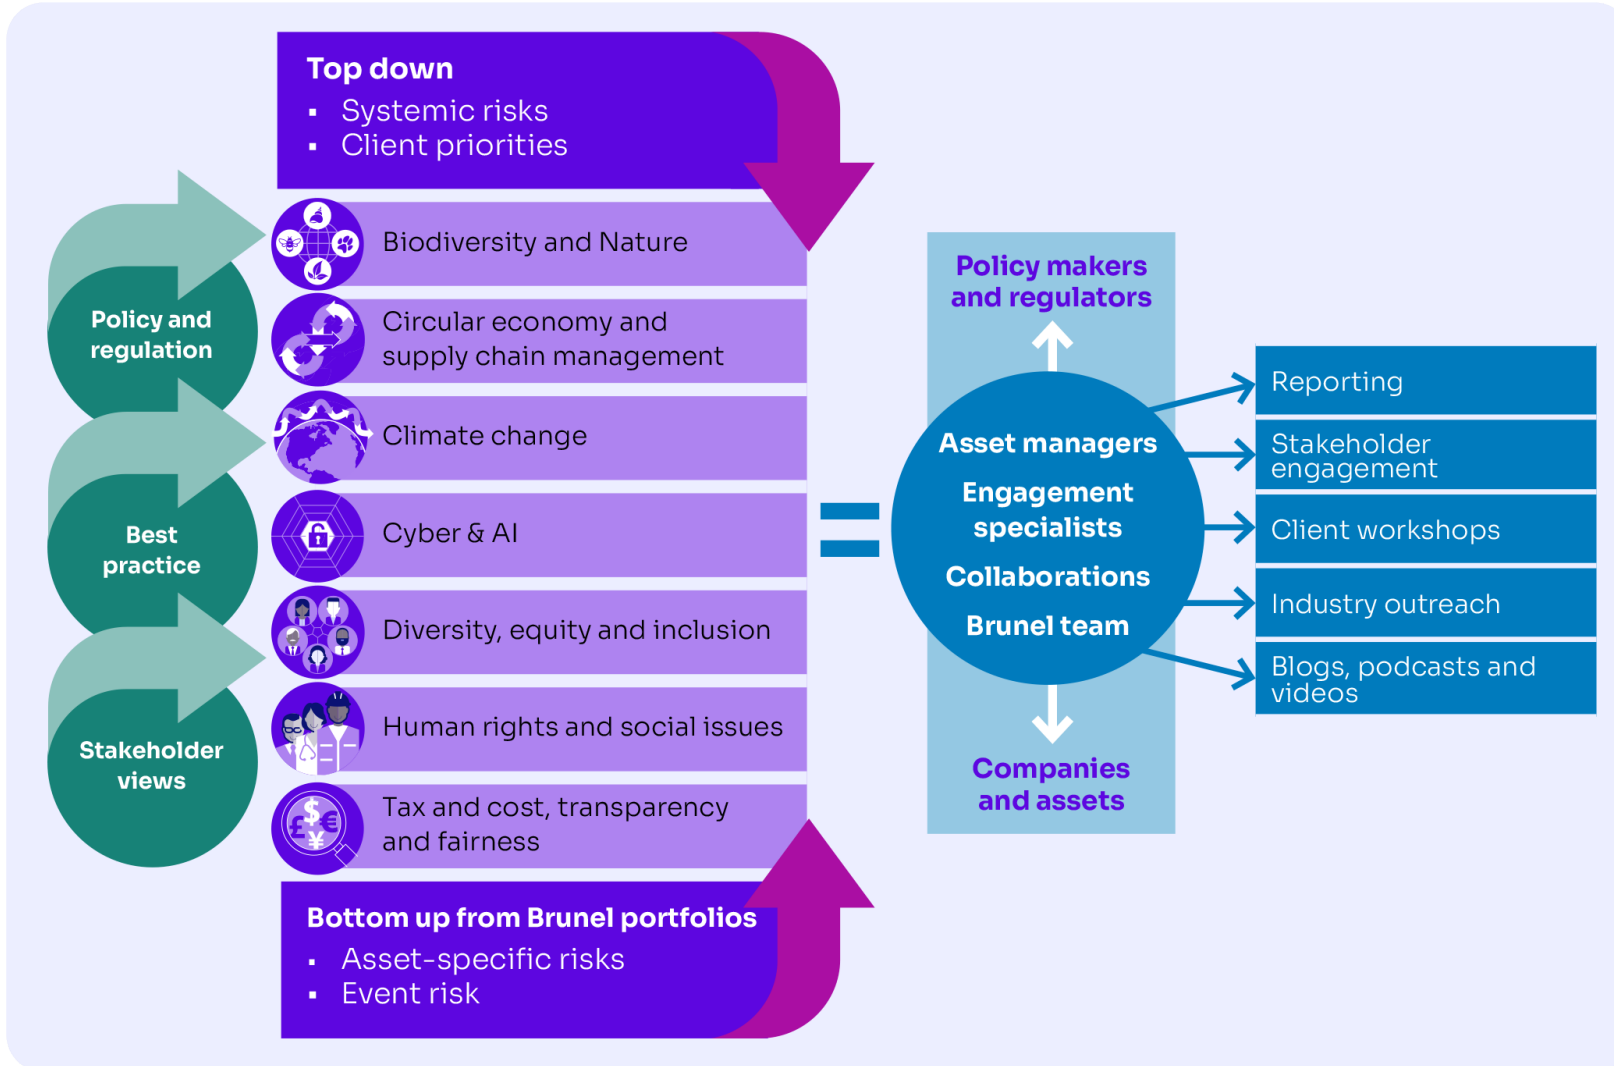 Top down
▪ Systemic risks
▪ Client priorities
Policy and
regulation
Best
practice
Stakeholder
views
Biodiversity and Nature
Circular economy and
supply chain management
Climate change
Cyber & AI
Diversity, equity and inclusion
Human rights and social issues
$
£
€
¥
Tax and cost, transparency
and fairness
Bottom up from Brunel portfolios
▪ Asset-specific risks
▪ Event risk
=
Policy makers
and regulators
Asset managers
Engagement
specialists
Collaborations
Brunel team
Companies
and assets
Reporting
Stakeholder
engagement
Client workshops
Industry outreach
Blogs, podcasts and
videos